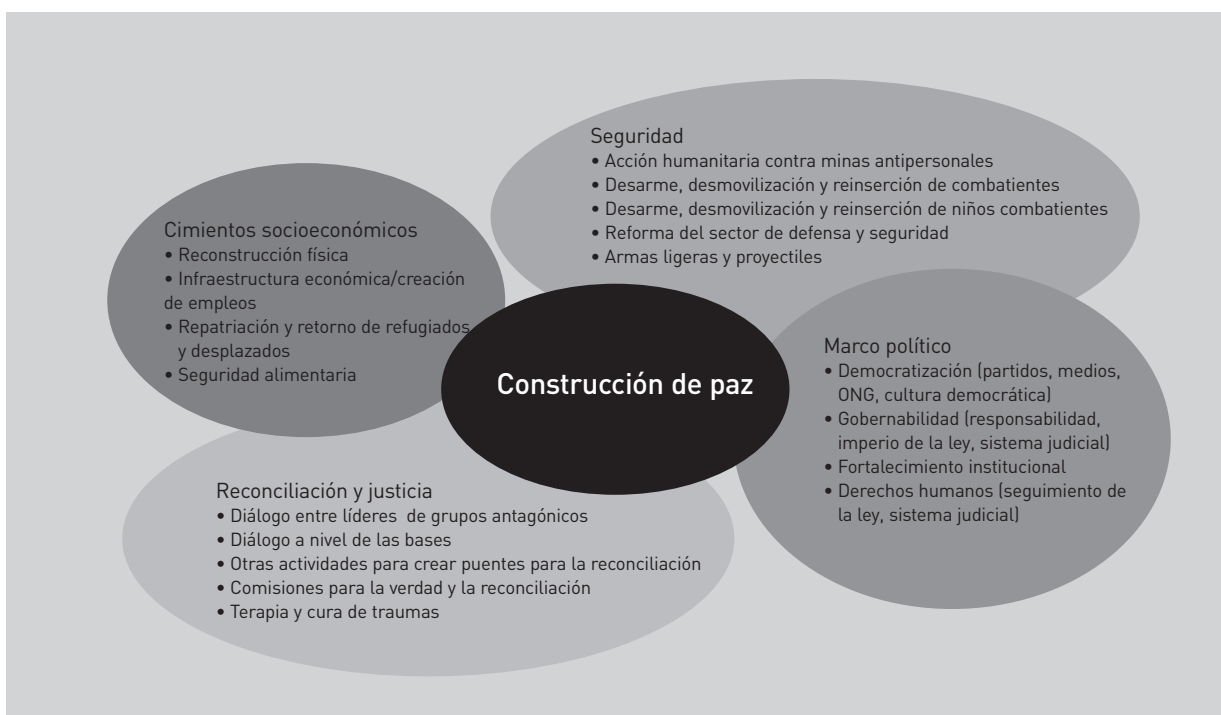 Seguridad
• Acción humanitaria contra minas antipersonales
• Desarme, desmovilización y reinserción de combatientes
• Desarme, desmovilización y reinserción de niños combatientes
• Reforma del sector de defensa y seguridad
• Armas ligeras y proyectiles
Cimientos socioeconómicos
• Reconstrucción física
• Infraestructura económica/creación
de empleos
• Repatriación y retorno de refugiados
y desplazados
• Seguridad alimentaria
Construcción de paz
Marco político
• Democratización (partidos, medios,
ONG, cultura democrática)
• Gobernabilidad (responsabilidad,
imperio de la ley, sistema judicial)
• Fortalecimiento institucional
• Derechos humanos (seguimiento de
la ley, sistema judicial)
Reconciliación y justicia
• Diálogo entre líderes de grupos antagónicos
• Diálogo a nivel de las bases
• Otras actividades para crear puentes para la reconciliación
• Comisiones para la verdad y la reconciliación
• Terapia y cura de traumas